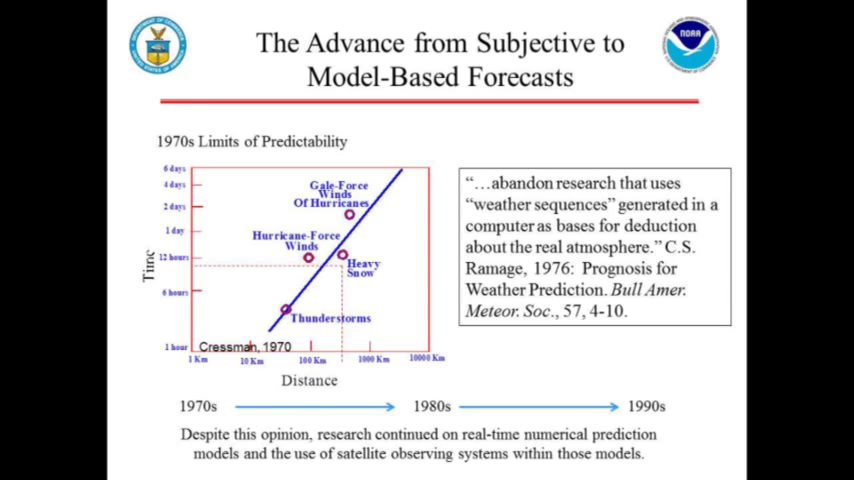 The Advance from Subjective to
Model-Based Forecasts
NOAA
1970s Limits of Predictability
6 days
4 days
2 days
1 day
12 hours
6 hours
1 hour
Time
Gale-Force
Winds
Of Hurricanes
Hurricane-Force
Winds
Heavy
Snow
Thunderstorms
Cressman, 1970
1 Km
10 Km
100 Km
1000 Km
10000 Km
Distance
“…abandon research that uses
“weather sequences” generated in a
computer as bases for deduction
about the real atmosphere.” C.S.
Ramage, 1976: Prognosis for
Weather Prediction. Bull Amer.
Meteor. Soc., 57, 4-10.
1970s
1980s
1990s
Despite this opinion, research continued on real-time numerical prediction
models and the use of satellite observing systems within those models.